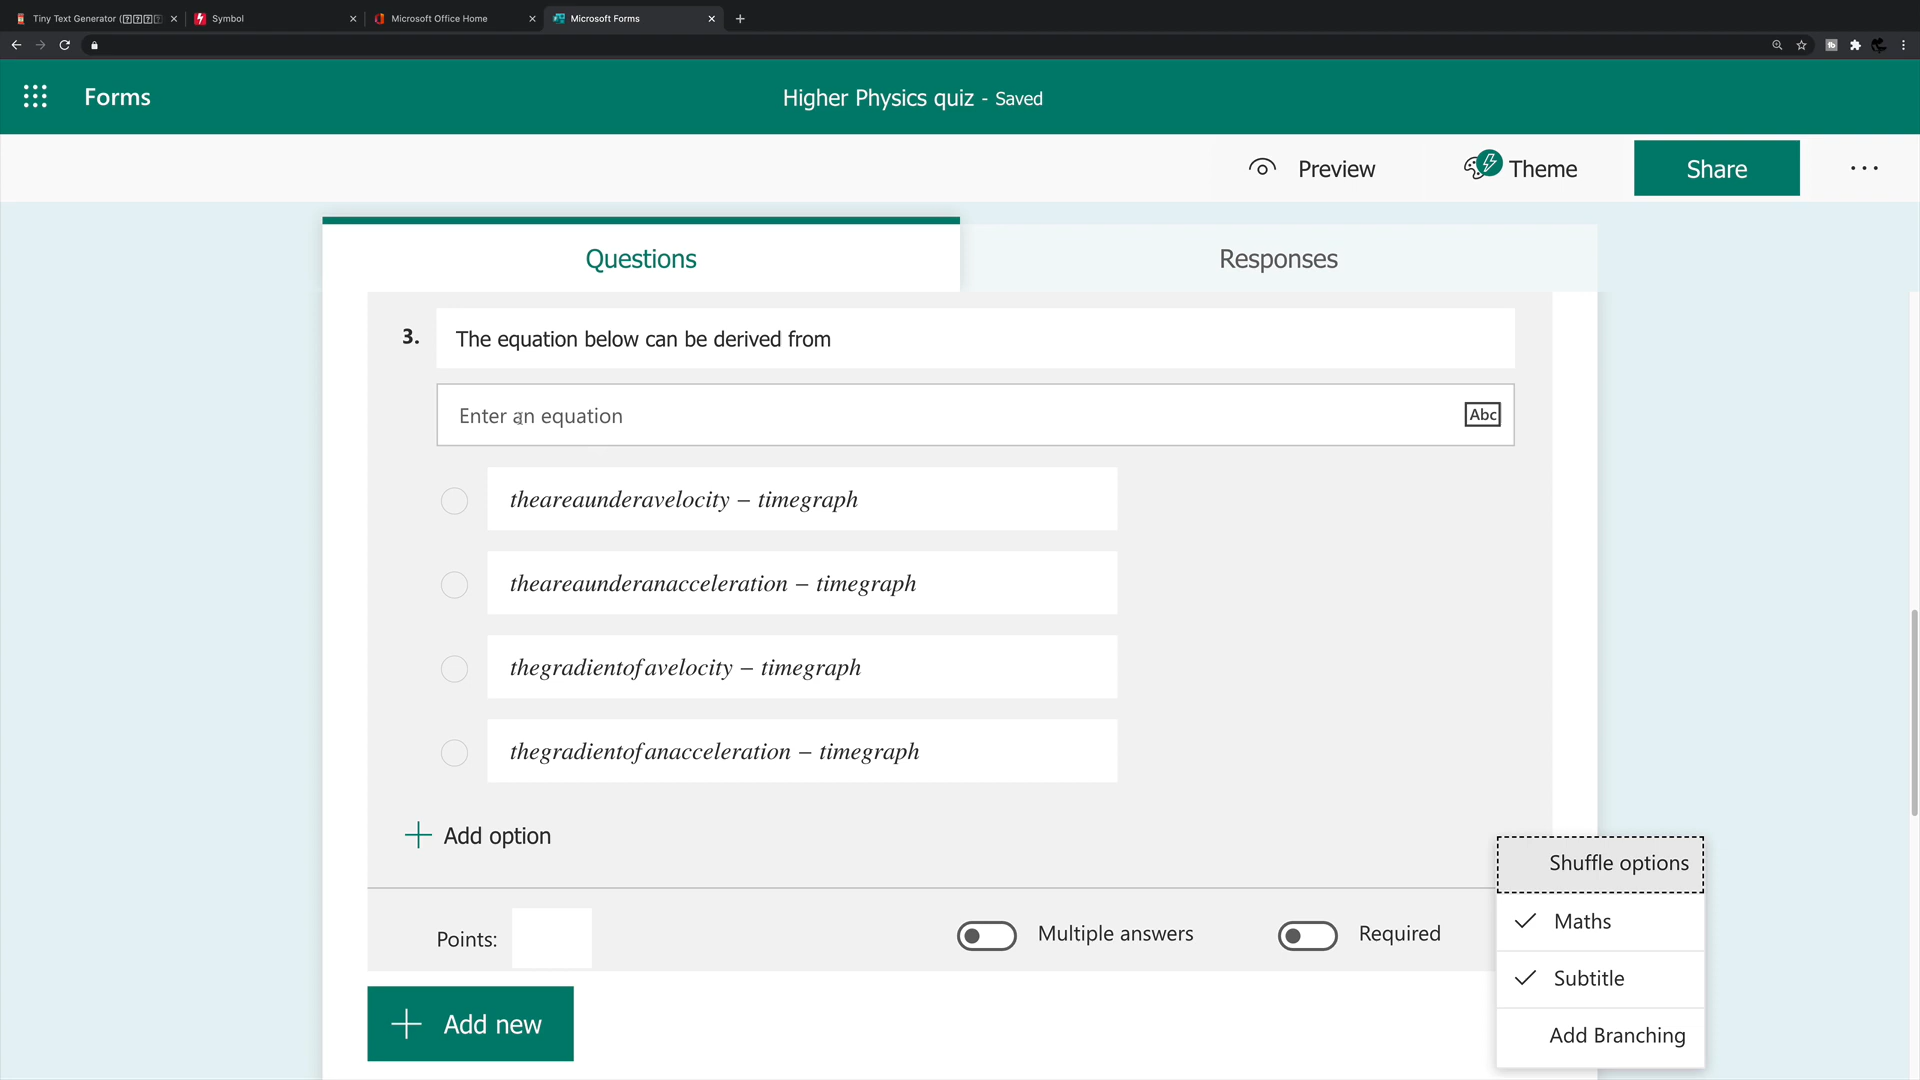 Tiny Text Generator
Symbol
Microsoft Office Home
Microsoft Forms
Forms
Higher Physics quiz - Saved
Preview
Theme
Share
Questions
Responses
3.
The equation below can be derived from
Enter an equation
Abc
theareaunderavelocity − timegraph
theareaunderanacceleration − timegraph
thegradientofavelocity − timegraph
thegradientofanacceleration − timegraph
Add option
Shuffle options
Maths
Subtitle
Add Branching
Points:
Multiple answers
Required
Add new